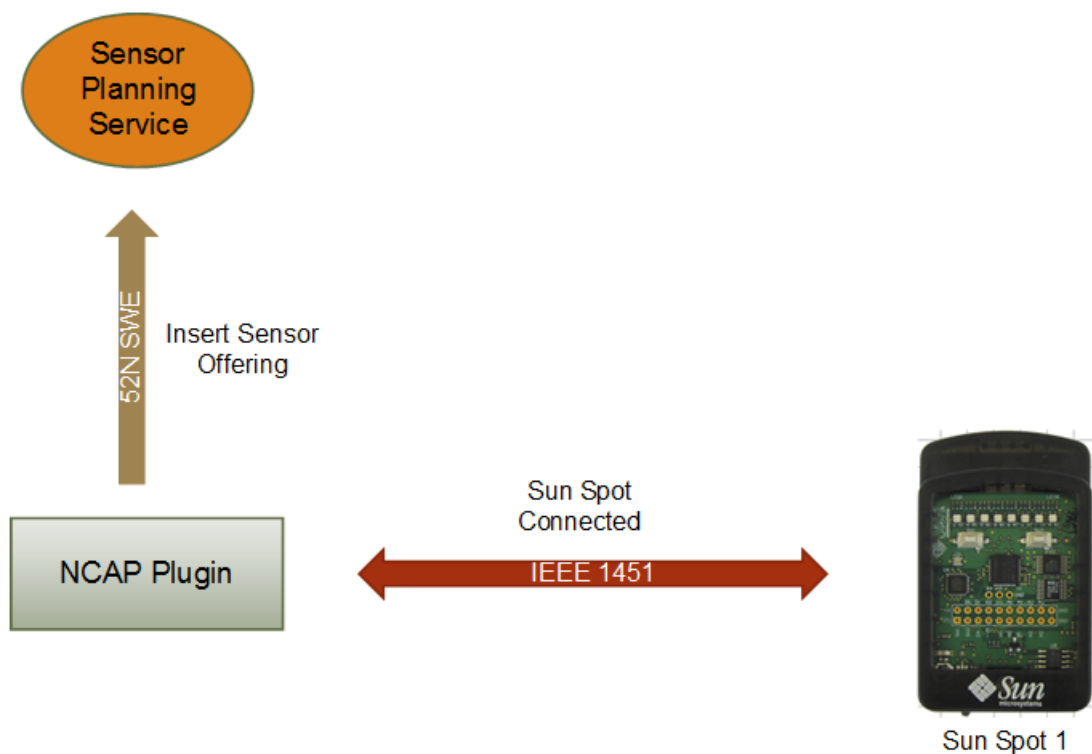 Sensor
Planning
Service
52N SWE
Insert Sensor
Offering
NCAP Plugin
Sun Spot
Connected
IEEE 1451
Sun
microsystems
Sun Spot 1